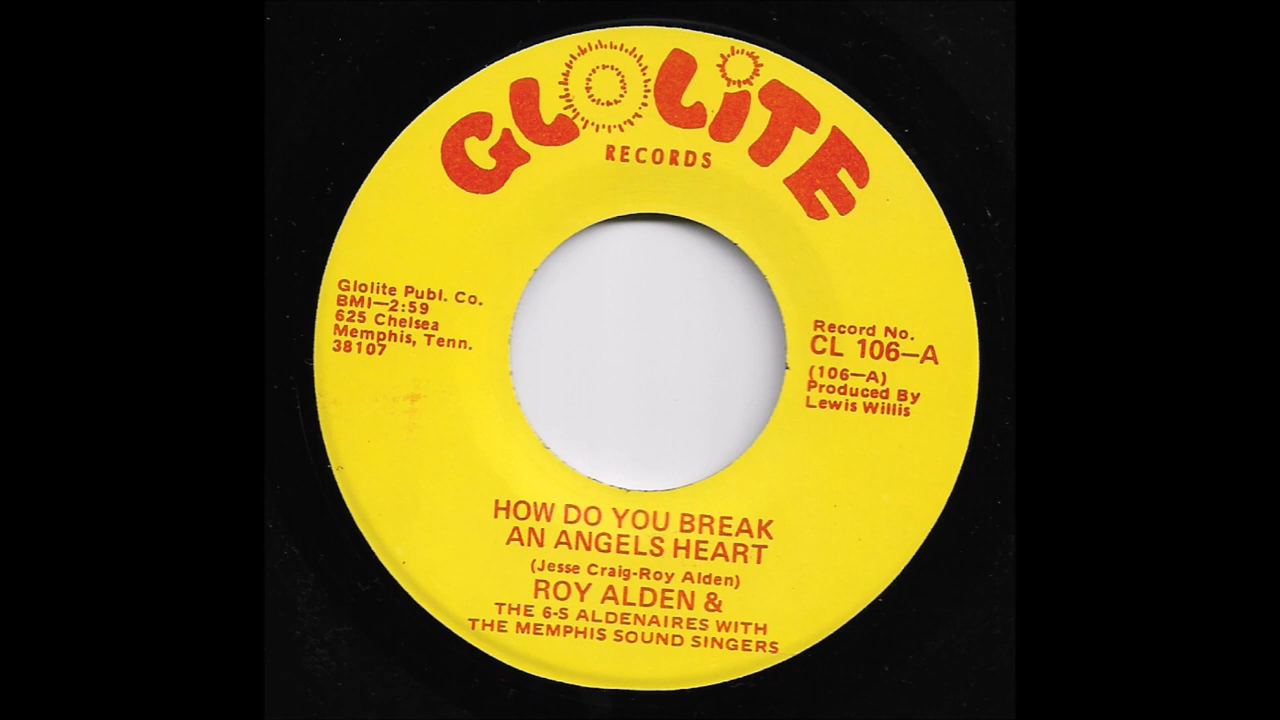 GLOLiTE
RECORDS
Glolite Publ. Co.
BMI—2:59
625 Chelsea
Memphis, Tenn.
38107
Record No.
CL 106—A
(106—A)
Produced By
Lewis Willis
HOW DO YOU BREAK
AN ANGELS HEART
(Jesse Craig-Roy Alden)
ROY ALDEN &
THE 6-S ALDENAIRES WITH
THE MEMPHIS SOUND SINGERS